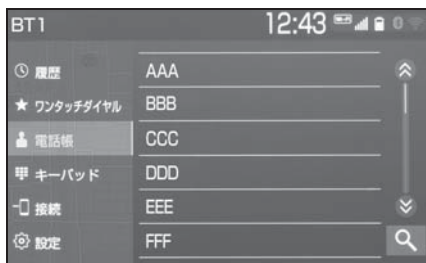 BT1
12:43
履歴
ワンタッチダイヤル
電話帳
キーパッド
接続
設定
AAA
BBB
CCC
DDD
EEE
FFF